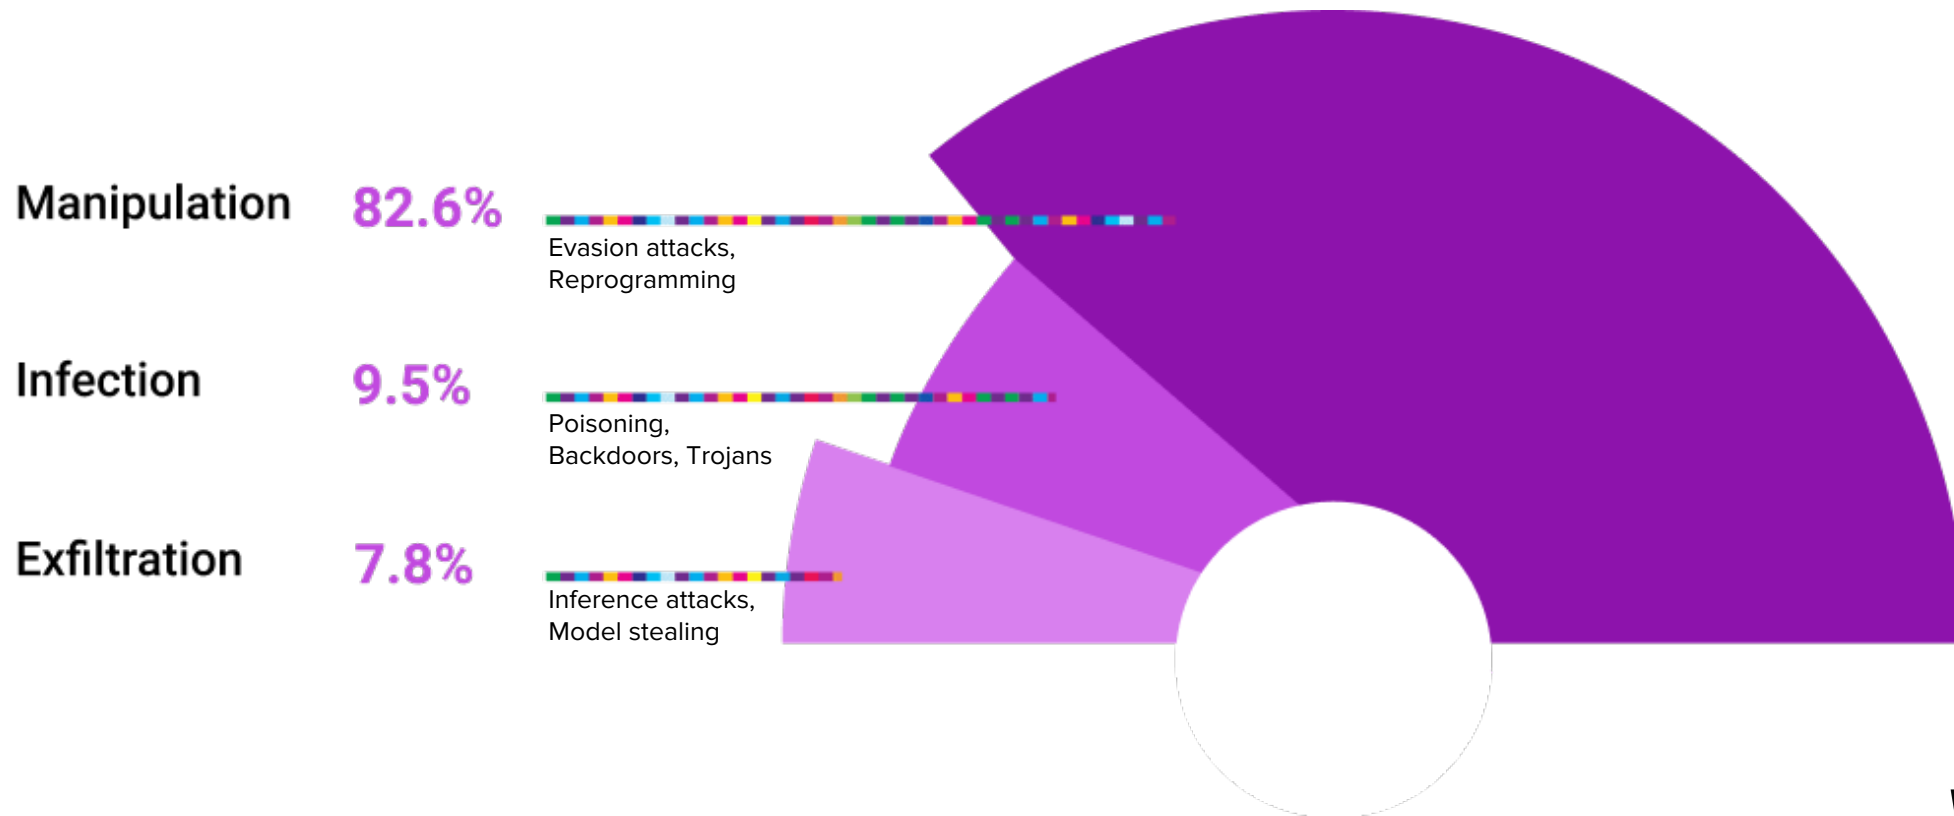 Manipulation 82.6%
Evasion attacks,
Reprogramming
Infection 9.5%
Poisoning,
Backdoors, Trojans
Exfiltration 7.8%
Inference attacks,
Model stealing